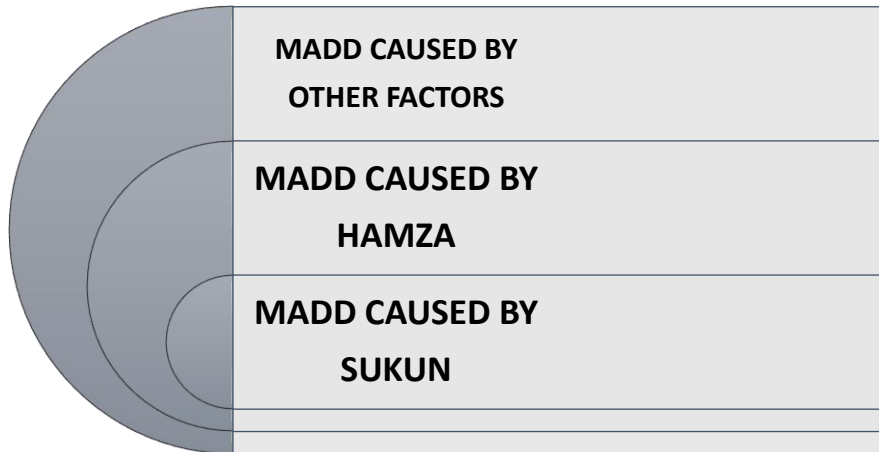 MADD CAUSED BY
OTHER FACTORS
MADD CAUSED BY
HAMZA
MADD CAUSED BY
SUKUN